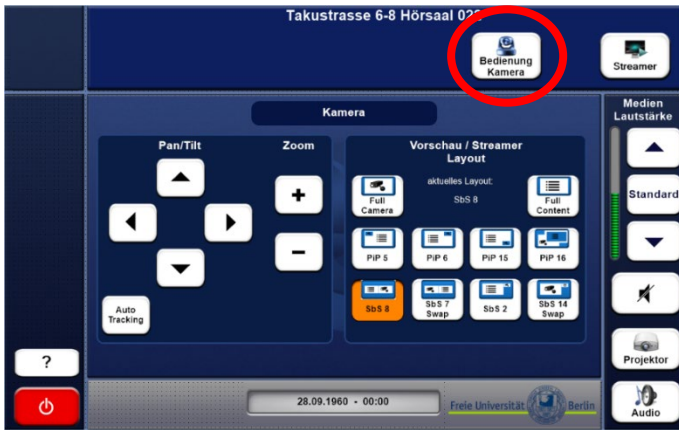 Takustrasse 6-8 Hörsaal 022
Bedienung
Kamera
Streamer
Kamera
Medien
Lautstärke
Pan/Tilt
Zoom
Vorschau / Streamer
Layout
+
aktuelles Layout:
SbS 8
Full
Camera
Full
Content
Standard
-
PiP 5
PiP 6
PiP 15
PiP 16
Auto
Tracking
SbS 8
SbS 7
Swap
SbS 2
SbS 14
Swap
?
Projektor
28.09.1960 - 00:00
Freie Universität
Berlin
Audio